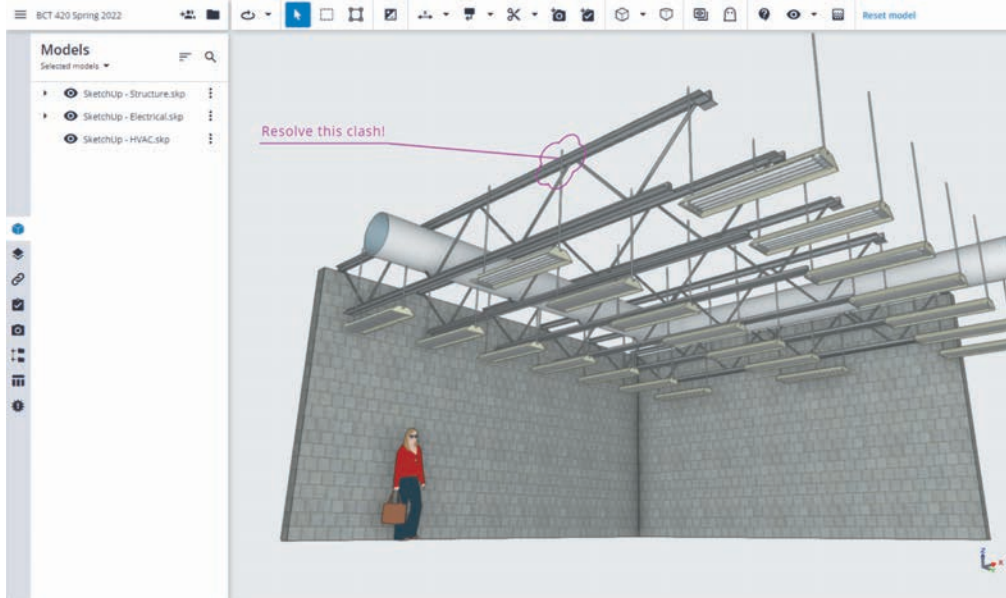 BCT 420 Spring 2022
Reset model
Models
Selected models
SketchUp - Structure.skp
SketchUp - Electrical.skp
SketchUp - HVAC.skp
Resolve this clash!